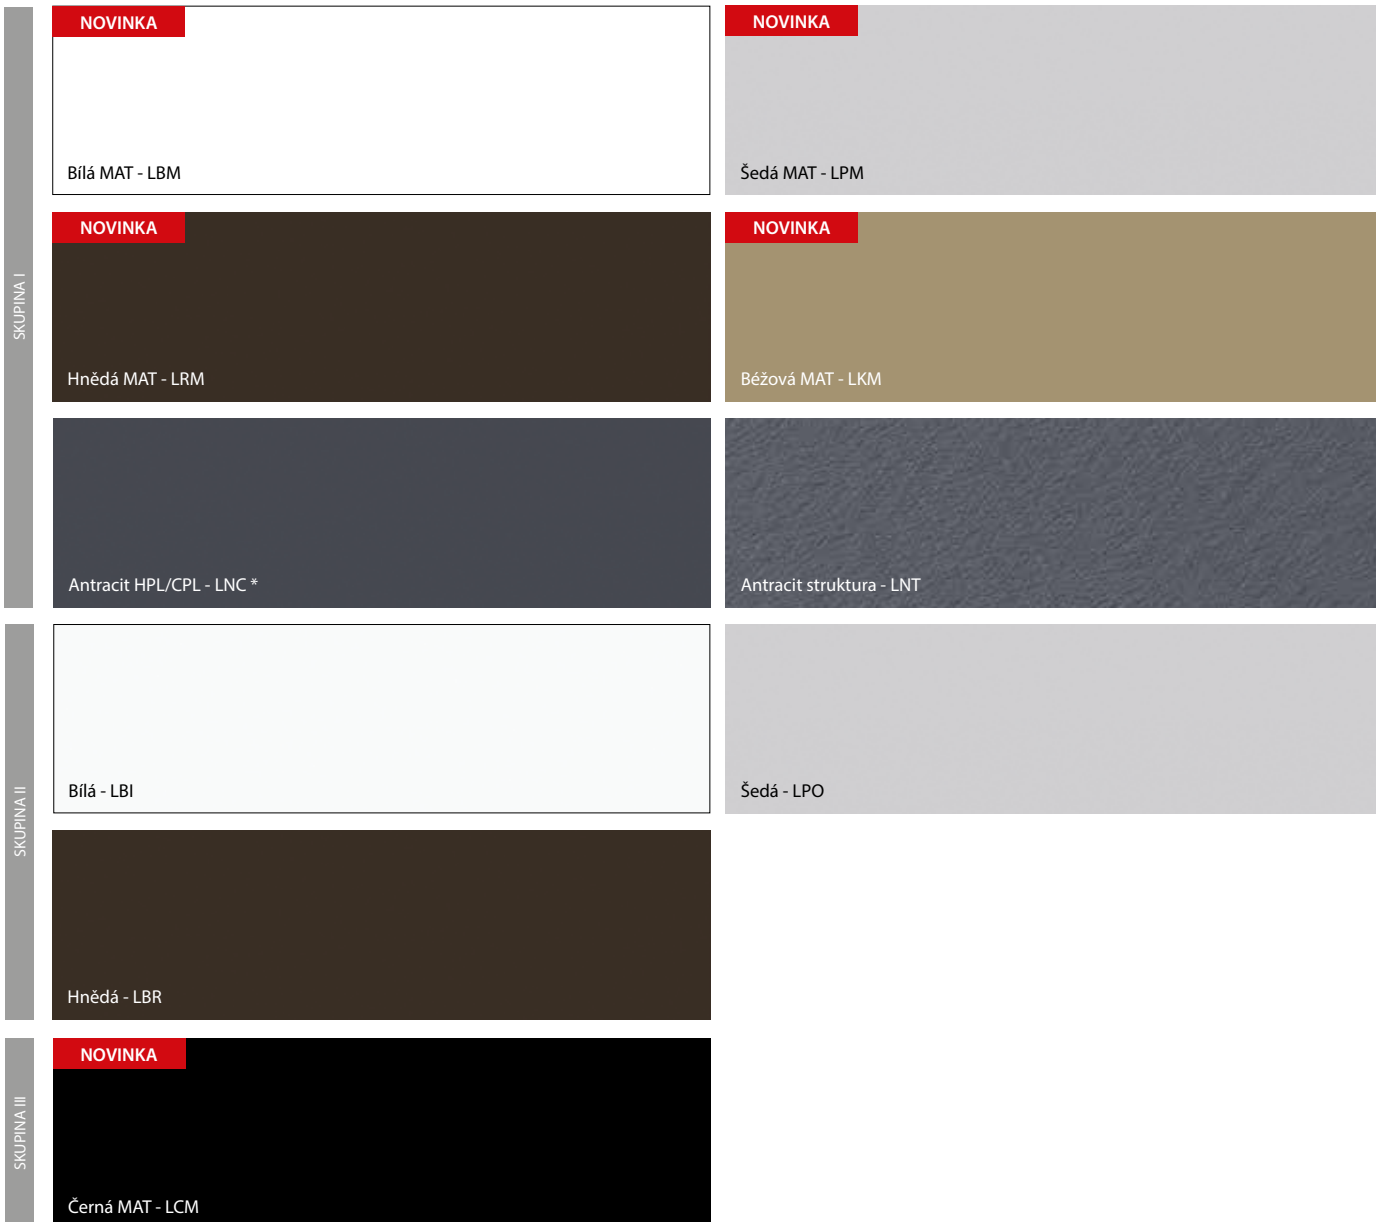 SKUPINA I
NOVINKA
Bílá MAT - LBM
NOVINKA
Šedá MAT - LPM
NOVINKA
Hnědá MAT - LRM
NOVINKA
Béžová MAT - LKM
Antracit HPL/CPL - LNC *
Antracit struktura - LNT
SKUPINA II
Bílá - LBI
Šedá - LPO
Hnědá - LBR
SKUPINA III
NOVINKA
Černá MAT - LCM